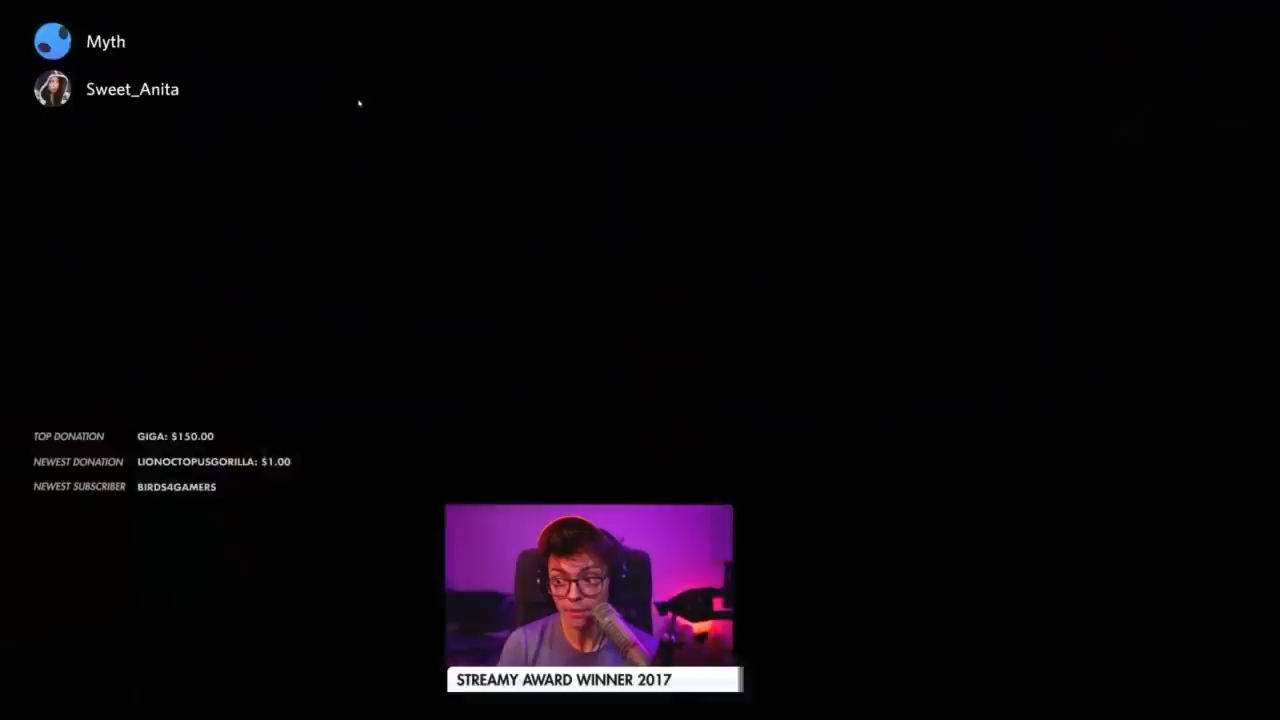 Myth
Sweet_Anita
TOP DONATION GIGA: $150.00
NEWEST DONATION LIONOCTOPUSGORILLA: $1.00
NEWEST SUBSCRIBER BIRDS4GAMERS
STREAMY AWARD WINNER 2017